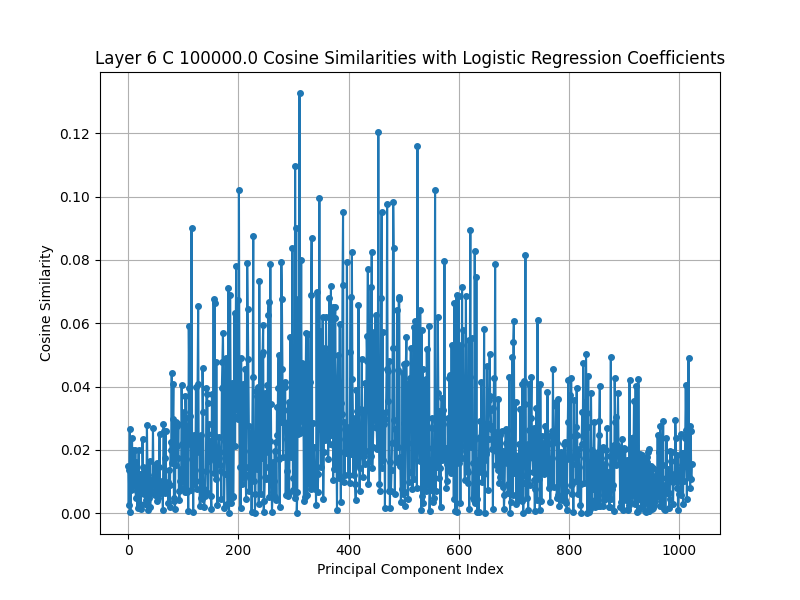 Layer 6 C 100000.0 Cosine Similarities with Logistic Regression Coefficients
0.12
0.10
0.08
0.06
0.04
0.02
0.00
Cosine Similarity
0 200 400 600 800 1000
Principal Component Index